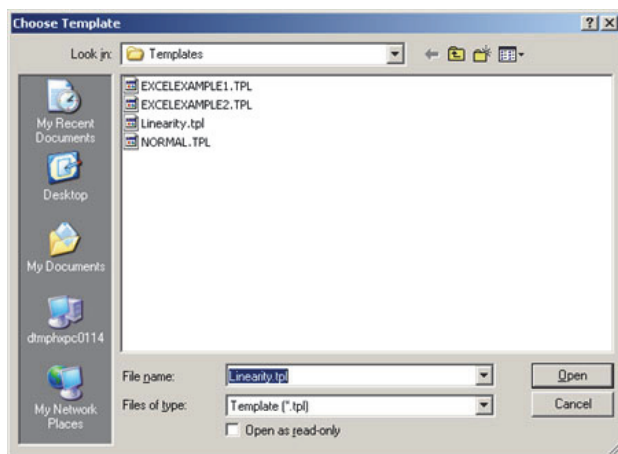 Choose Template
Look in: Templates
EXCELEXAMPLE1.TPL
EXCELEXAMPLE2.TPL
Linearity.tpl
NORMAL.TPL
My Recent
Documents
Desktop
My Documents
dtmphxpc0114
My Network
Places
File name: Linearity.tpl Open
Files of type: Template (*.tpl) Cancel
Open as read-only